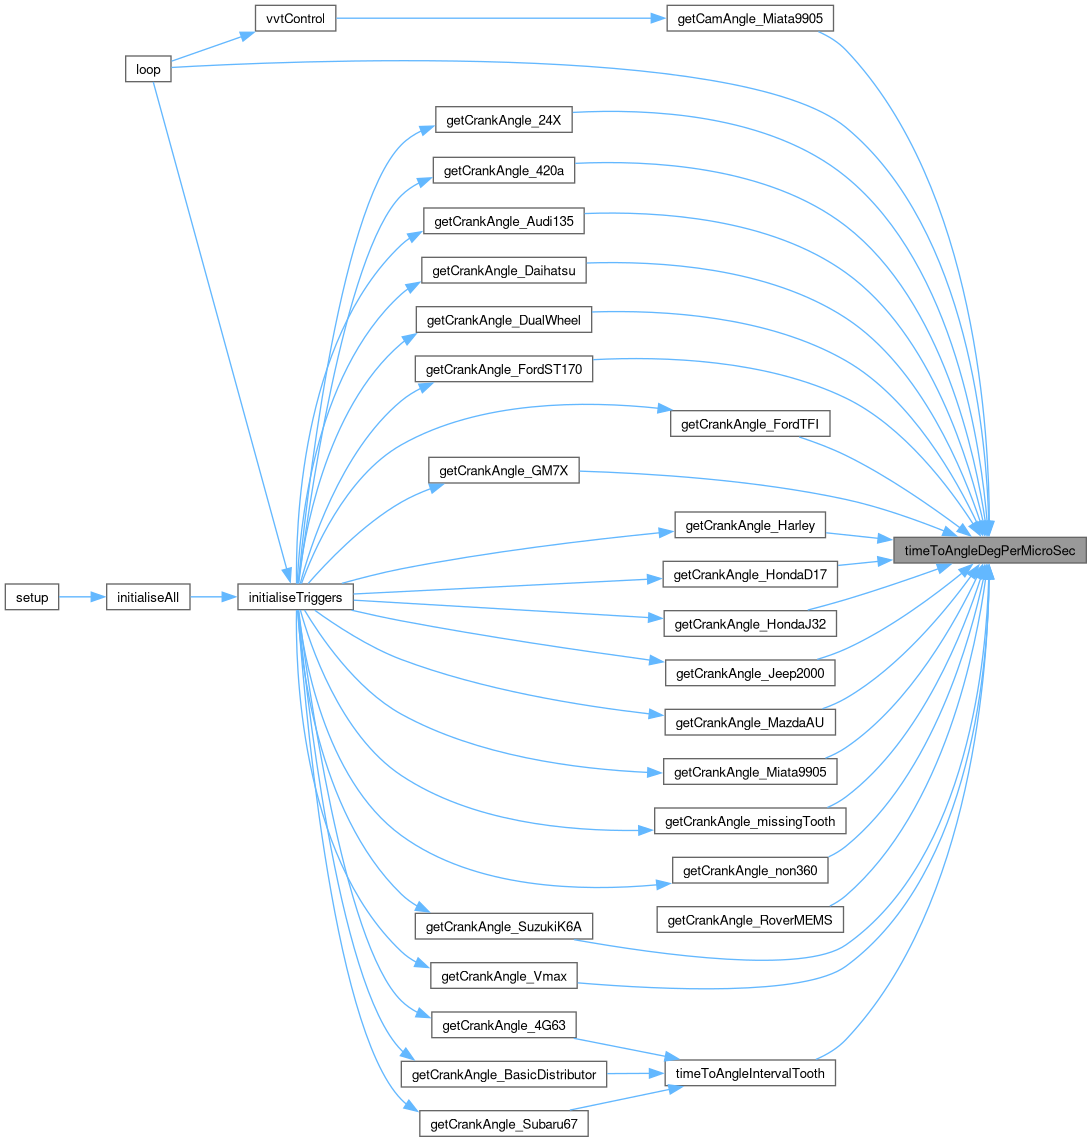 vvtControl
getCamAngle_Miata9905
loop
getCrankAngle_24X
getCrankAngle_420a
getCrankAngle_Audi135
getCrankAngle_Daihatsu
getCrankAngle_DualWheel
getCrankAngle_FordST170
getCrankAngle_FordTFI
getCrankAngle_GM7X
getCrankAngle_Harley
timeToAngleDegPerMicroSec
getCrankAngle_HondaD17
setup
initialiseAll
initialiseTriggers
getCrankAngle_HondaJ32
getCrankAngle_Jeep2000
getCrankAngle_MazdaAU
getCrankAngle_Miata9905
getCrankAngle_missingTooth
getCrankAngle_non360
getCrankAngle_RoverMEMS
getCrankAngle_SuzukiK6A
getCrankAngle_Vmax
getCrankAngle_4G63
getCrankAngle_BasicDistributor
timeToAngleIntervalTooth
getCrankAngle_Subaru67